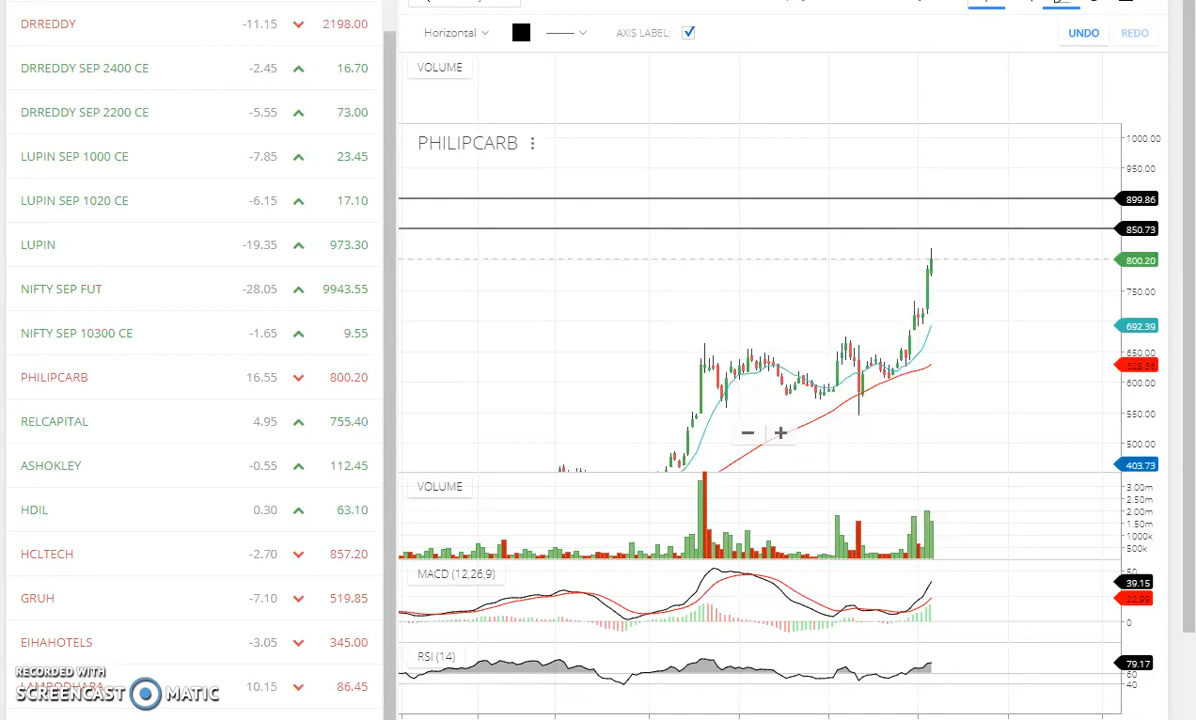 DRREDDY -11.15 2198.00
DRREDDY SEP 2400 CE -2.45 16.70
DRREDDY SEP 2200 CE -5.55 73.00
LUPIN SEP 1000 CE -7.85 23.45
LUPIN SEP 1020 CE -6.15 17.10
LUPIN -19.35 973.30
NIFTY SEP FUT -28.05 9943.55
NIFTY SEP 10300 CE -1.65 9.55
PHILIPCARB 16.55 800.20
RELCAPITAL 4.95 755.40
ASHOKLEY -0.55 112.45
HDIL 0.30 63.10
HCLTECH -2.70 857.20
GRUH -7.10 519.85
EIHAHOTELS -3.05 345.00
10.15 86.45
RECORDED WITH
SCREENCAST MATIC
Horizontal AXIS LABEL: UNDO REDO
VOLUME
PHILIPCARB
1000.00
950.00
899.86
850.73
800.20
750.00
692.39
650.00
600.00
550.00
500.00
403.73
VOLUME
3.00m
2.50m
2.00m
1.50m
1000k
500k
MACD (12,26,9)
39.15
22.99
0
RSI (14)
79.17
40